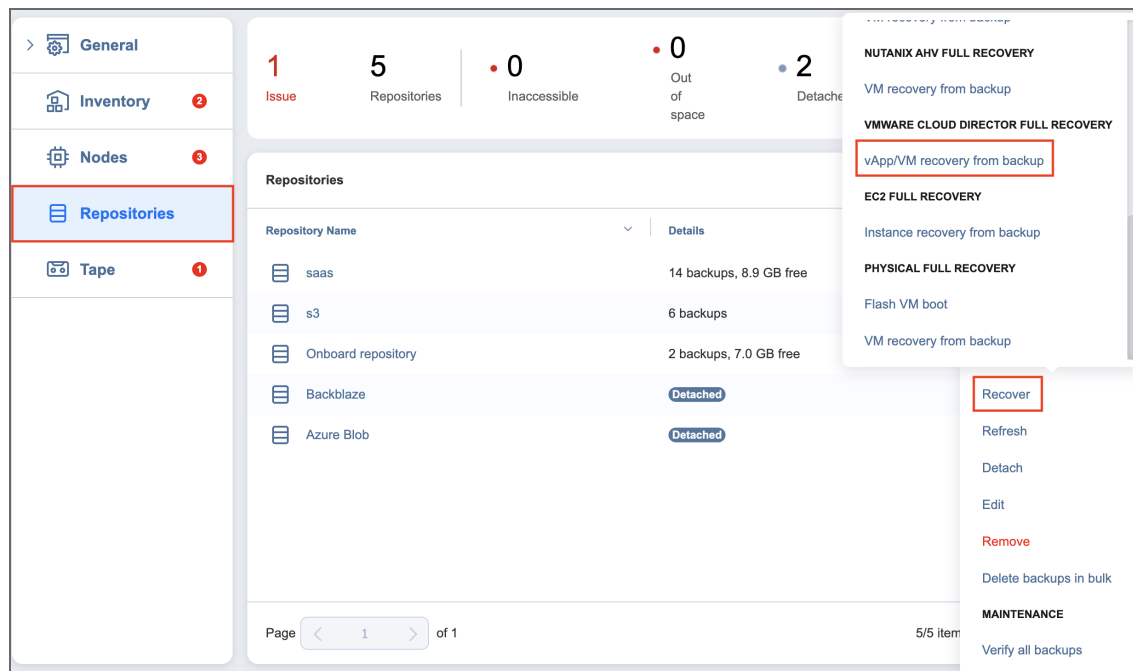 General
Inventory
2
Nodes
3
Repositories
Tape
1
1
Issue
5
Repositories
0
Inaccessible
0
Out
of
space
2
Detache
Repositories
Repository Name
Details
saas
14 backups, 8.9 GB free
s3
6 backups
Onboard repository
2 backups, 7.0 GB free
Backblaze
Detached
Azure Blob
Detached
Page
1
of 1
5/5 item
VM recovery from backup
NUTANIX AHV FULL RECOVERY
VM recovery from backup
VMWARE CLOUD DIRECTOR FULL RECOVERY
vApp/VM recovery from backup
EC2 FULL RECOVERY
Instance recovery from backup
PHYSICAL FULL RECOVERY
Flash VM boot
VM recovery from backup
Recover
Refresh
Detach
Edit
Remove
Delete backups in bulk
MAINTENANCE
Verify all backups